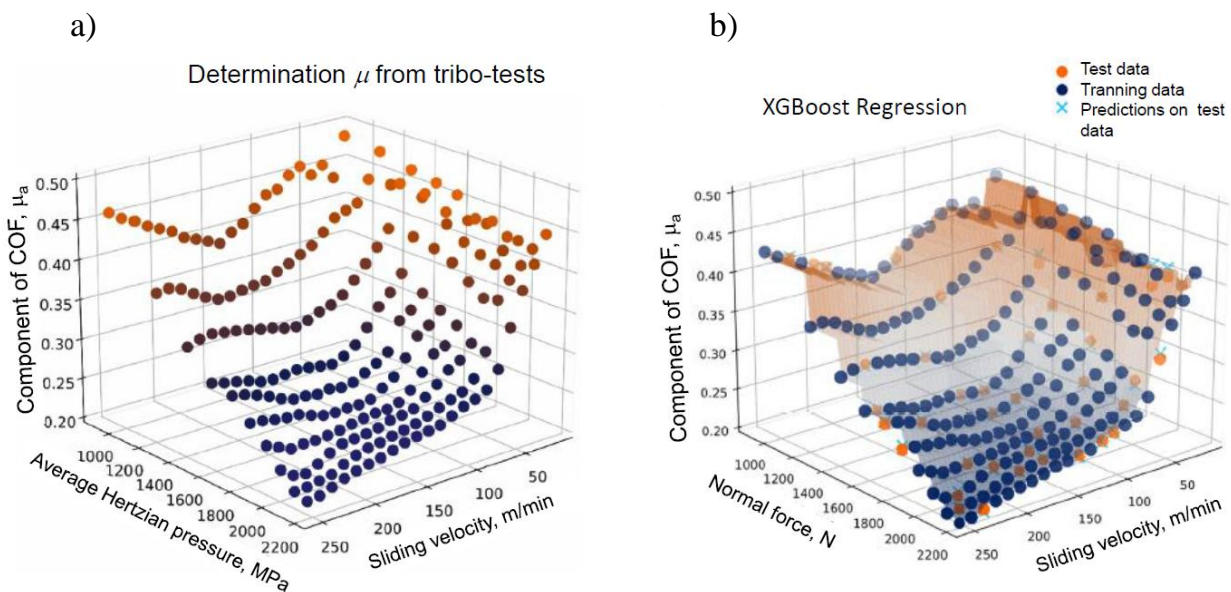 a)
Determination μ from tribo-tests
0.50
0.45
0.40
0.35
0.30
0.25
0.20
Component of COF, μa
1000
1200
1400
1600
1800
2000
2200
Average Hertzian pressure, MPa
250
200
150
100
50
Sliding velocity, m/min
b)
Test data
Tranning data
Predictions on test
data
XGBoost Regression
0.50
0.45
0.40
0.35
0.30
0.25
0.20
Component of COF, μa
1000
1200
1400
1600
1800
2000
2200
Normal force, N
250
200
150
100
50
Sliding velocity, m/min